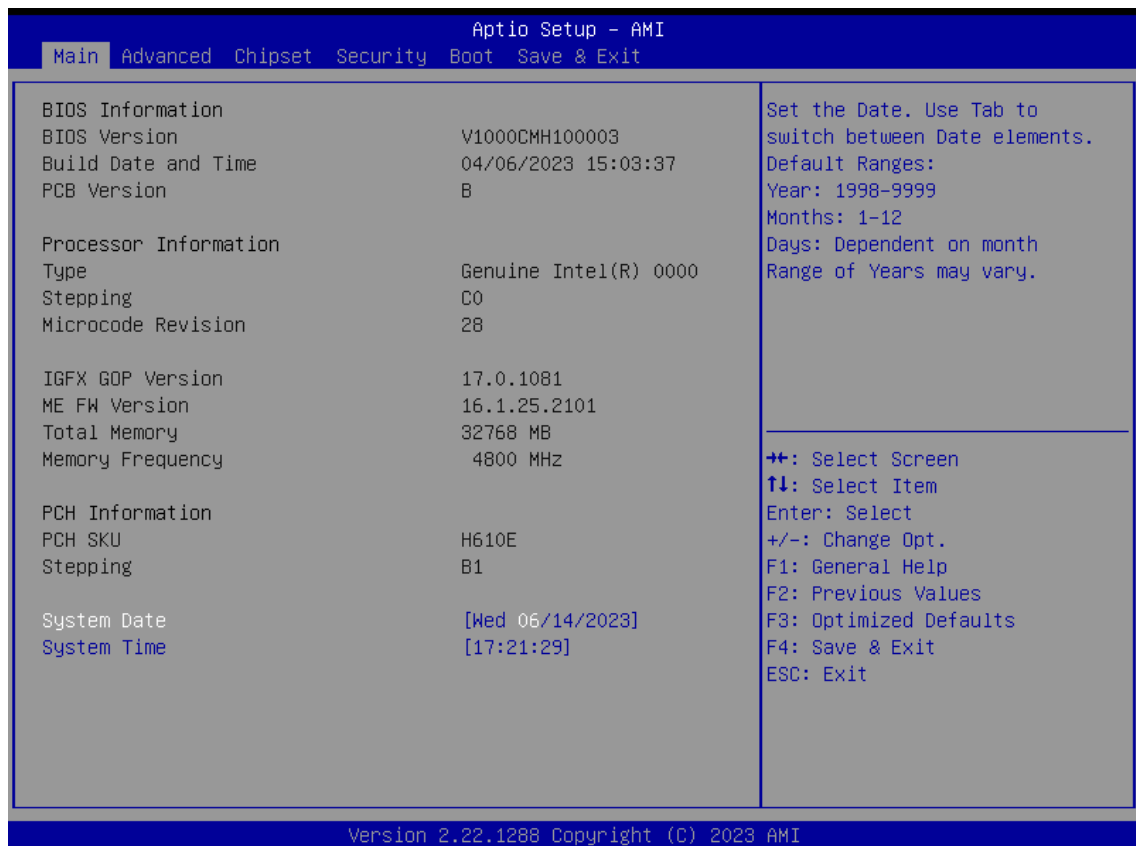 Aptio Setup – AMI
Main Advanced Chipset Security Boot Save & Exit
BIOS Information
BIOS Version V1000CMH100003
Build Date and Time 04/06/2023 15:03:37
PCB Version B
Processor Information
Type Genuine Intel(R) 0000
Stepping C0
Microcode Revision 28
IGFX GOP Version 17.0.1081
ME FW Version 16.1.25.2101
Total Memory 32768 MB
Memory Frequency 4800 MHz
PCH Information
PCH SKU H610E
Stepping B1
System Date [Wed 06/14/2023]
System Time [17:21:29]
Set the Date. Use Tab to
switch between Date elements.
Default Ranges:
Year: 1998-9999
Months: 1-12
Days: Dependent on month
Range of Years may vary.
→←: Select Screen
↑↓: Select Item
Enter: Select
+/-: Change Opt.
F1: General Help
F2: Previous Values
F3: Optimized Defaults
F4: Save & Exit
ESC: Exit
Version 2.22.1288 Copyright (C) 2023 AMI